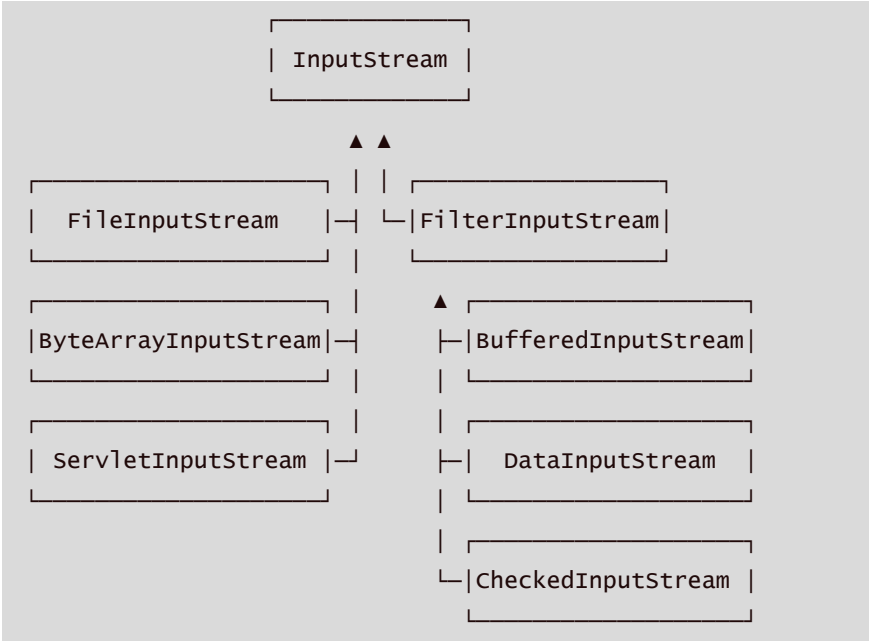 InputStream
FileInputStream FilterInputStream
ByteArrayInputStream BufferedInputStream
ServletInputStream DataInputStream
CheckedInputStream